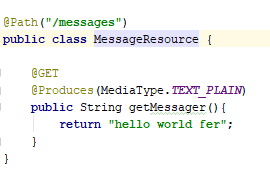 @Path("/messages")
public class MessageResource {
@GET
@Produces(MediaType.TEXT_PLAIN)
public String getMessager(){
return "hello world fer";
}
}